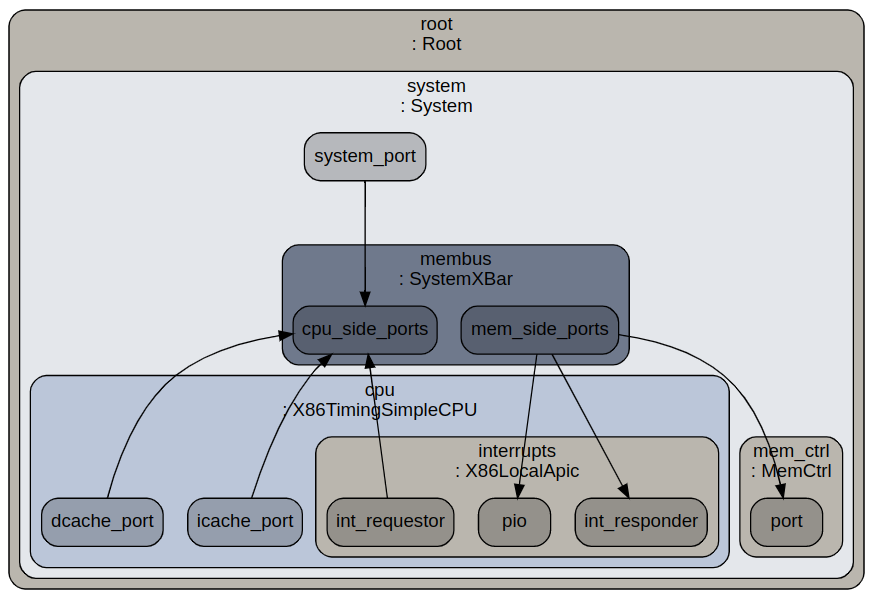 root
: Root
system
: System
system_port
membus
: SystemXBar
cpu_side_ports
mem_side_ports
cpu
: X86TimingSimpleCPU
interrupts
: X86LocalApic
mem_ctrl
: MemCtrl
dcache_port
icache_port
int_requestor
pio
int_responder
port